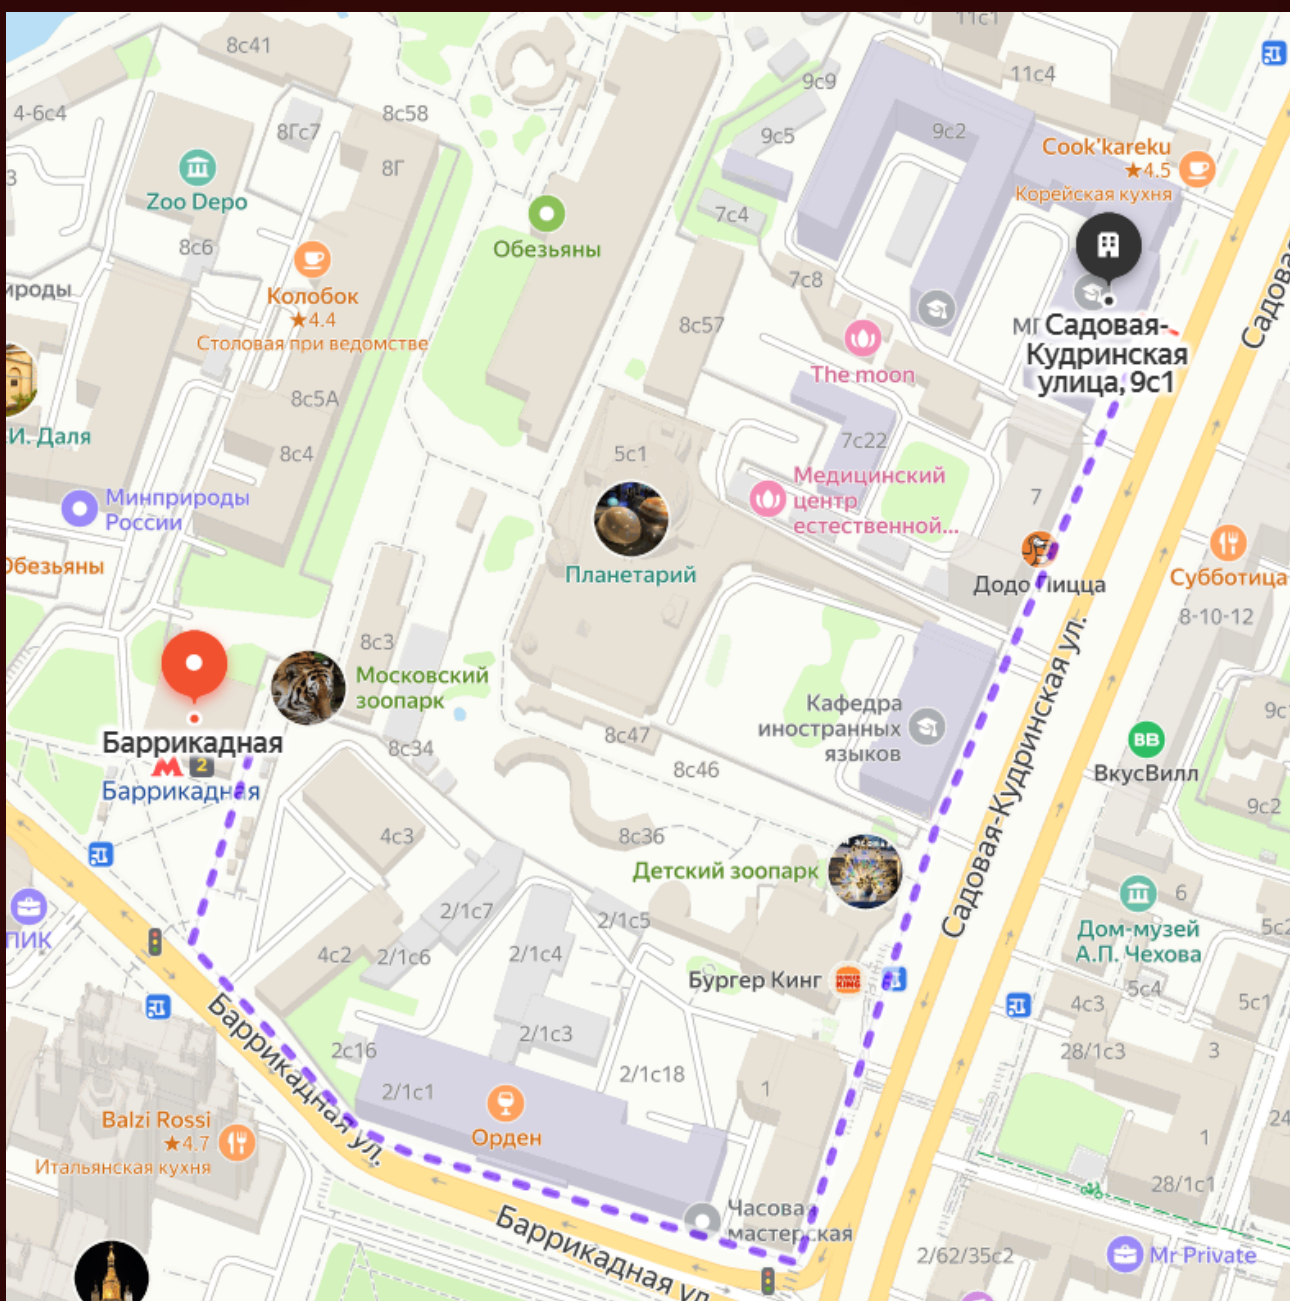 11с1
8с41
11с4
9с9
4-6с4
8с58
8Гс7
9с5
9с2
Cook'kareku
★4.5
Корейская кухня
8Г
3
Zoo Depo
7с4
8с6
Обезьяны
7с8
ироды
Колобок
★4.4
Столовая при ведомстве
8с57
Садовая-
Кудринская
улица, 9с1
The moon
8с5А
И. Даля
8с4
5с1
7с22
Медицинский
центр
естественной...
7
Минприроды
России
Обезьяны
Планетарий
Додо Пицца
Субботица
8-10-12
8с3
Московский
зоопарк
Садовая-Кудринская ул.
Баррикадная
2
Баррикадная
8с34
8с47
8с46
Кафедра
иностранных
языков
ВВ
ВкусВилл
9с2
4с3
8с36
Детский зоопарк
6
2/1с7
2/1с5
ПИК
4с2
2/1с6
2/1с4
Дом-музей
А.П. Чехова
5с4
5с1
Бургер Кинг
BURGER
KING
4с3
2/1с3
28/1с3
3
Баррикадная ул.
2с16
2/1с18
2/1с1
1
Орден
Balzi Rossi
★4.7
Итальянская кухня
1
28/1с1
Часовая
мастерская
Баррикадная ул
2/62/35с2
Mr Private